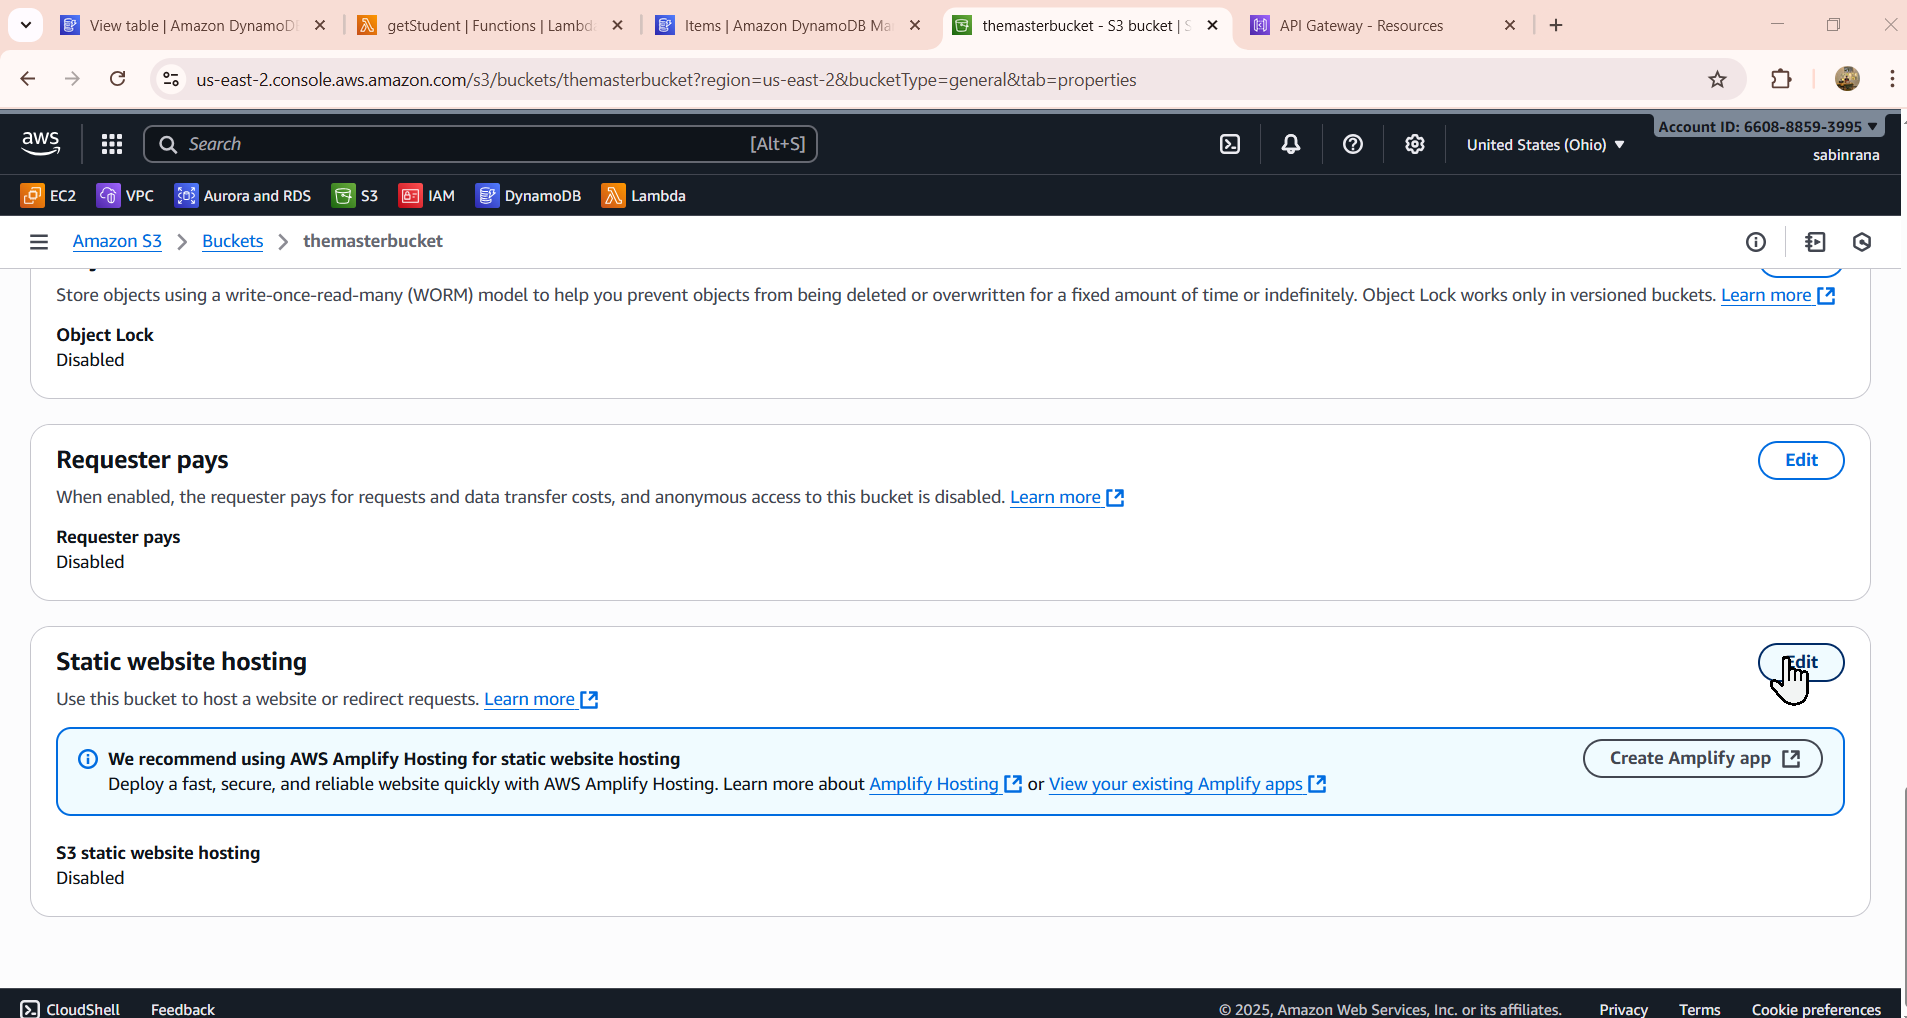 View table | Amazon DynamoD
getStudent | Functions | Lambd
Items | Amazon DynamoDB Ma
themasterbucket - S3 bucket | S
API Gateway - Resources
us-east-2.console.aws.amazon.com/s3/buckets/themasterbucket?region=us-east-2&bucketType=general&tab=properties
aws
Search
[Alt+S]
United States (Ohio)
Account ID: 6608-8859-3995
sabinrana
EC2
VPC
Aurora and RDS
S3
IAM
DynamoDB
Lambda
Amazon S3
Buckets
themasterbucket
Store objects using a write-once-read-many (WORM) model to help you prevent objects from being deleted or overwritten for a fixed amount of time or indefinitely. Object Lock works only in versioned buckets. Learn more
Object Lock
Disabled
Requester pays
Edit
When enabled, the requester pays for requests and data transfer costs, and anonymous access to this bucket is disabled. Learn more
Requester pays
Disabled
Static website hosting
Edit
Use this bucket to host a website or redirect requests. Learn more
We recommend using AWS Amplify Hosting for static website hosting
Create Amplify app
Deploy a fast, secure, and reliable website quickly with AWS Amplify Hosting. Learn more about Amplify Hosting or View your existing Amplify apps
S3 static website hosting
Disabled
CloudShell
Feedback
© 2025, Amazon Web Services, Inc. or its affiliates.
Privacy
Terms
Cookie preferences